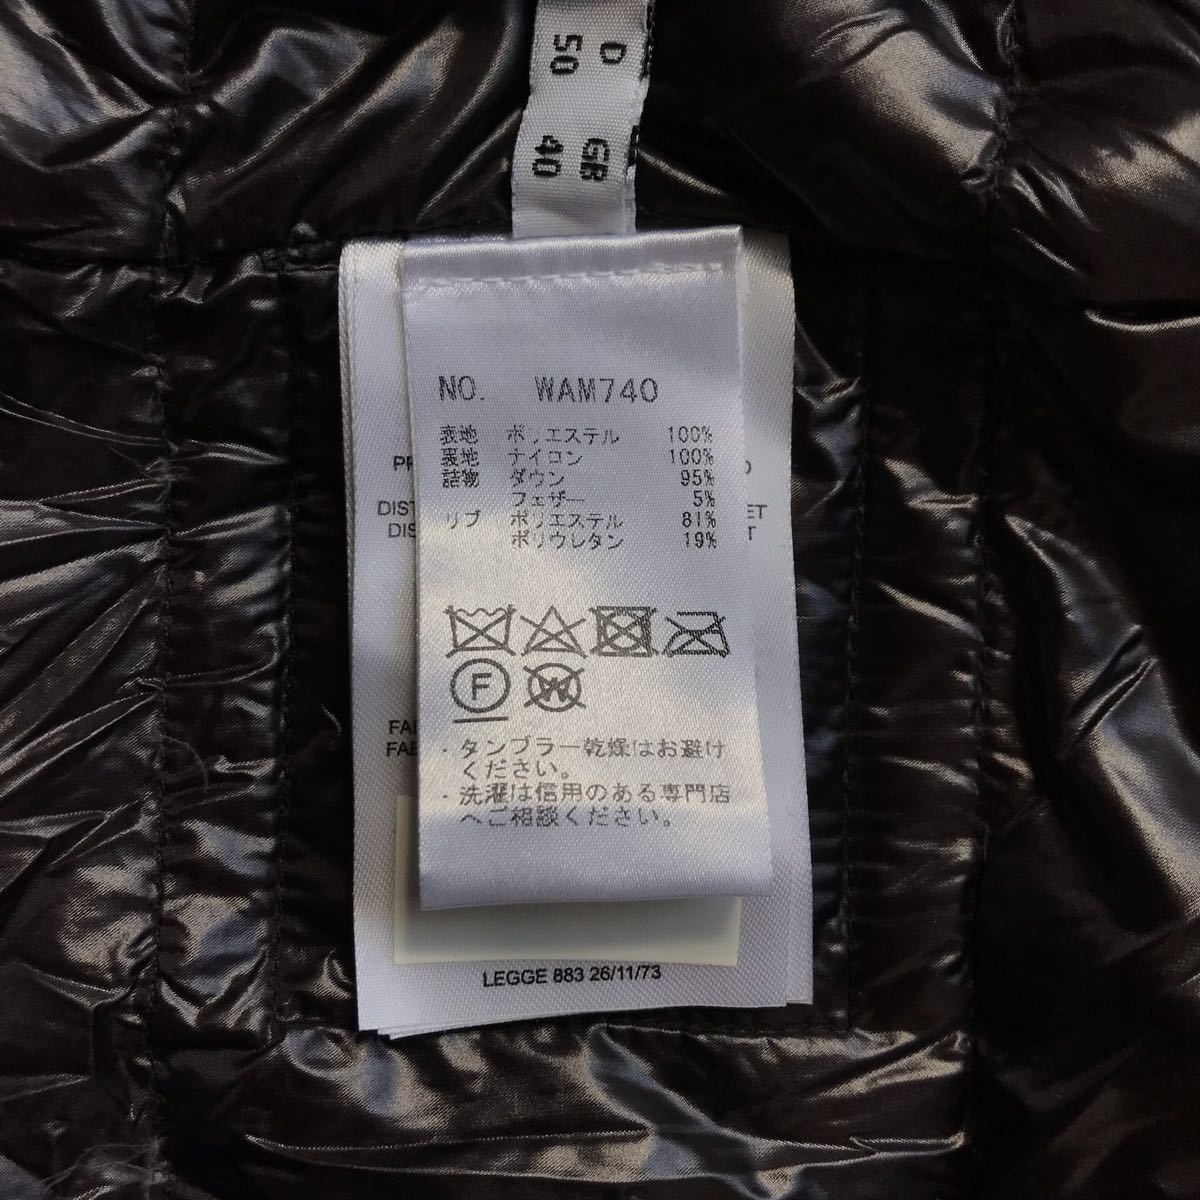 D GB
50 40
NO. WAM740
表地 ポリエステル 100%
裏地 ナイロン 100%
詰物 ダウン 95%
フェザー 5%
リブ ポリエステル 81%
ポリウレタン 19%
F
W
・タンブラー乾燥はお避け
ください。
・洗濯は信用のある専門店
へご相談ください。
LEGGE 883 26/11/73